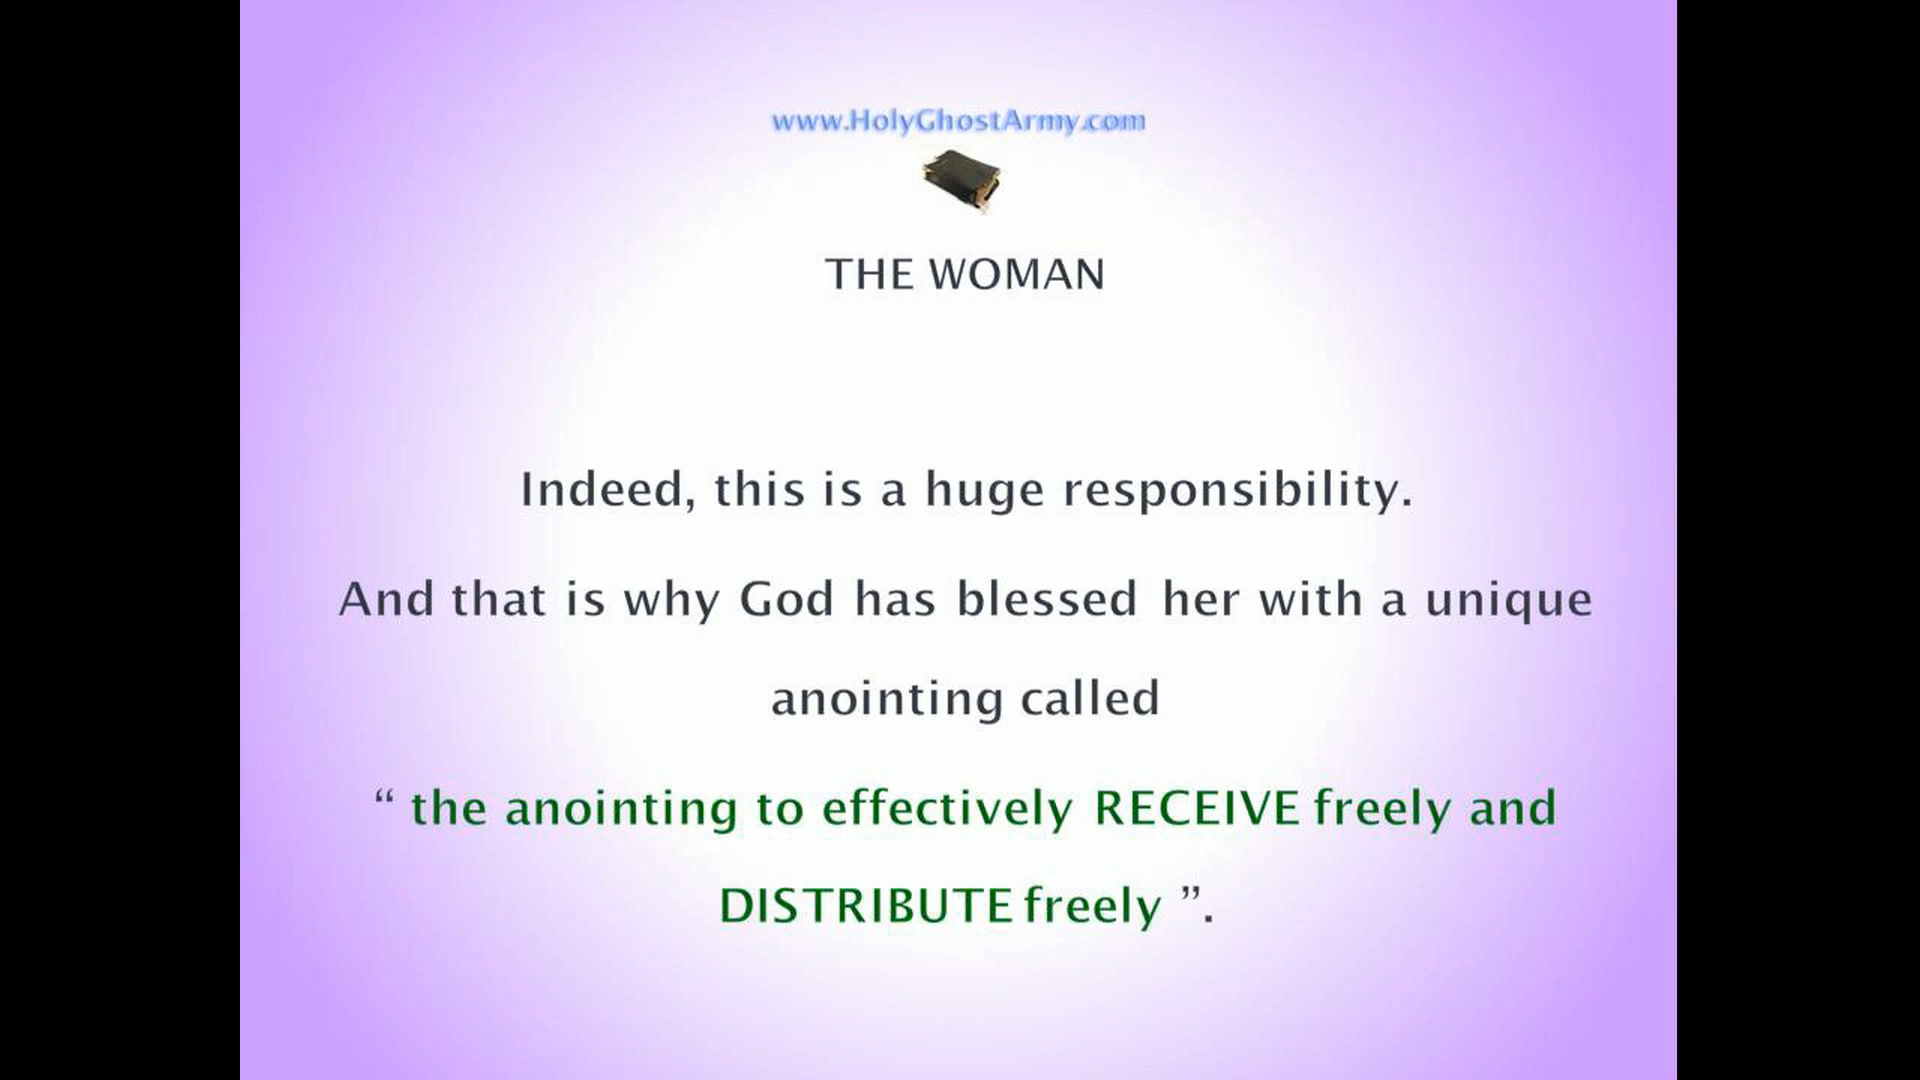 www.HolyGhostArmy.com
THE WOMAN
Indeed, this is a huge responsibility.
And that is why God has blessed her with a unique
anointing called
“ the anointing to effectively RECEIVE freely and
DISTRIBUTE freely ”.